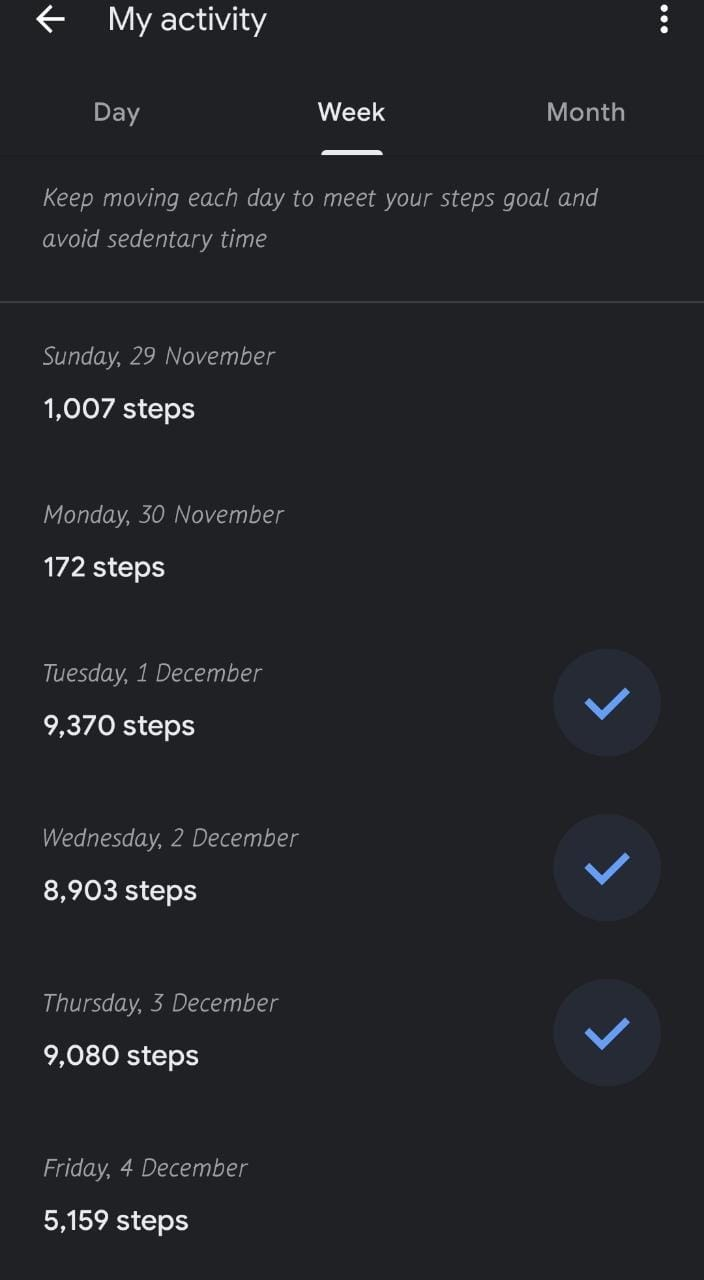 My activity
Day Week Month
Keep moving each day to meet your steps goal and
avoid sedentary time
Sunday, 29 November
1,007 steps
Monday, 30 November
172 steps
Tuesday, 1 December
9,370 steps
Wednesday, 2 December
8,903 steps
Thursday, 3 December
9,080 steps
Friday, 4 December
5,159 steps